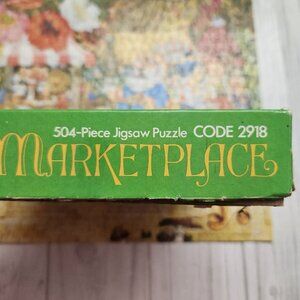 504-Piece Jigsaw Puzzle CODE 2918
MARKETPLACE